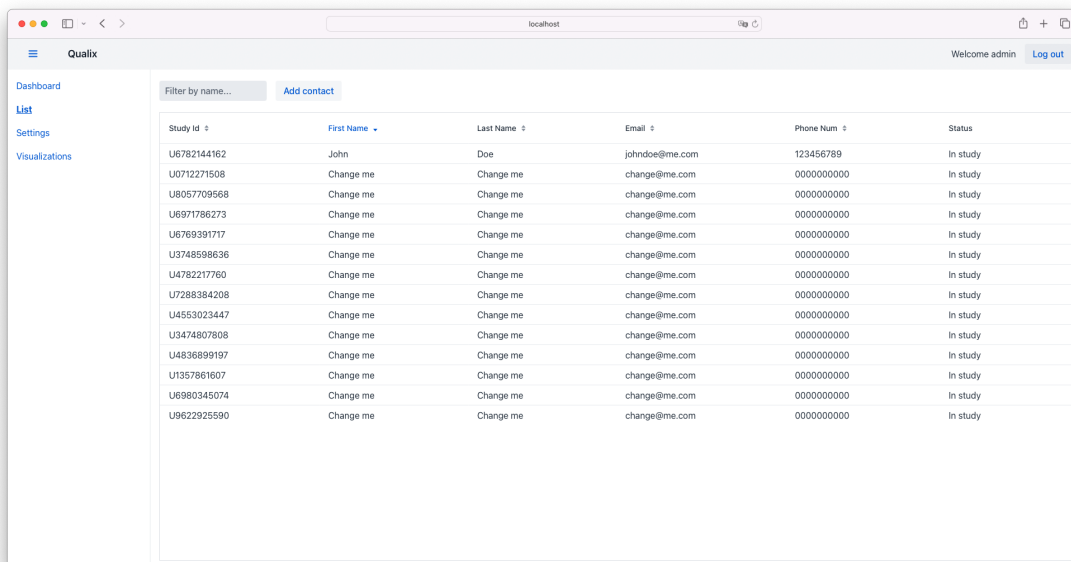 localhost
Qualix Welcome admin Log out
Dashboard
List
Settings
Visualizations
Filter by name... Add contact
Study Id First Name Last Name Email Phone Num Status
U6782144162 John Doe johndoe@me.com 123456789 In study
U0712271508 Change me Change me change@me.com 0000000000 In study
U8057709568 Change me Change me change@me.com 0000000000 In study
U6971786273 Change me Change me change@me.com 0000000000 In study
U6769391717 Change me Change me change@me.com 0000000000 In study
U3748598636 Change me Change me change@me.com 0000000000 In study
U4782217760 Change me Change me change@me.com 0000000000 In study
U7288384208 Change me Change me change@me.com 0000000000 In study
U4553023447 Change me Change me change@me.com 0000000000 In study
U3474807808 Change me Change me change@me.com 0000000000 In study
U4836899197 Change me Change me change@me.com 0000000000 In study
U1357861607 Change me Change me change@me.com 0000000000 In study
U6980345074 Change me Change me change@me.com 0000000000 In study
U9622925590 Change me Change me change@me.com 0000000000 In study